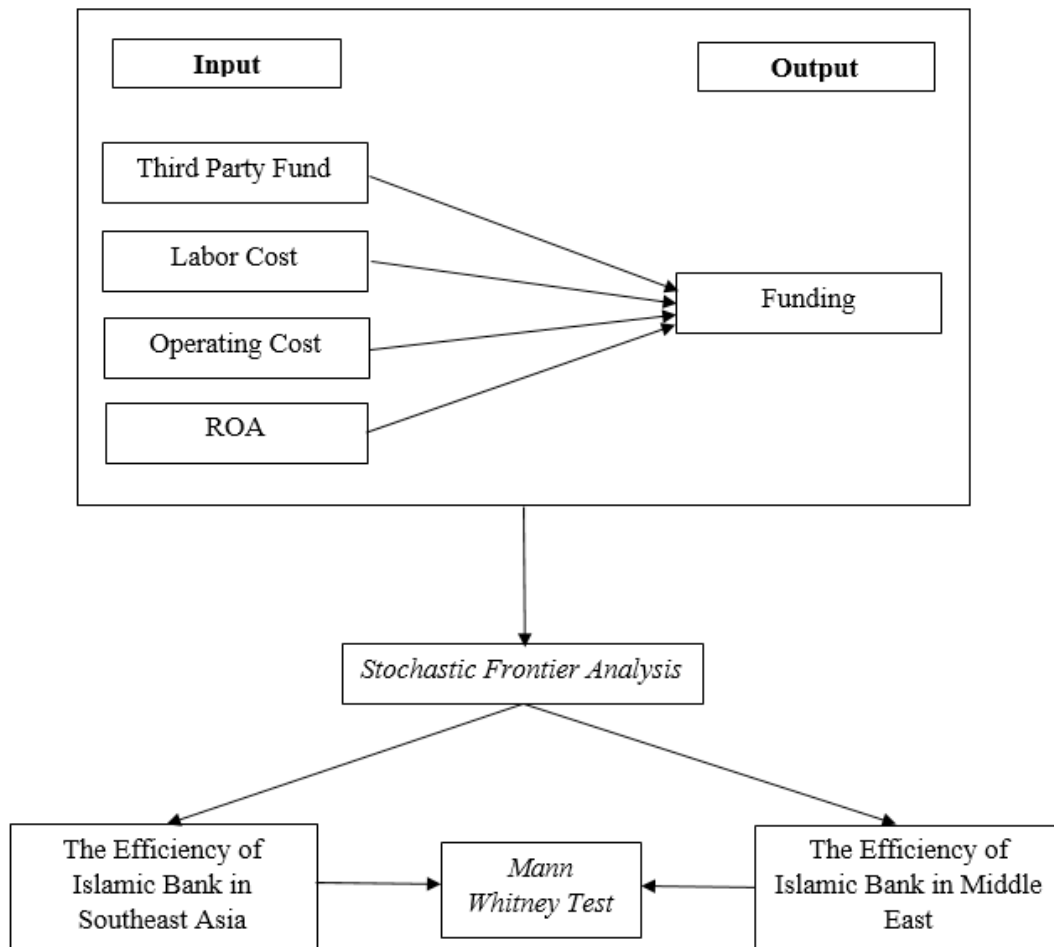 Input
Output
Third Party Fund
Labor Cost
Funding
Operating Cost
ROA
Stochastic Frontier Analysis
The Efficiency of
Islamic Bank in
Southeast Asia
Mann
Whitney Test
The Efficiency of
Islamic Bank in Middle
East